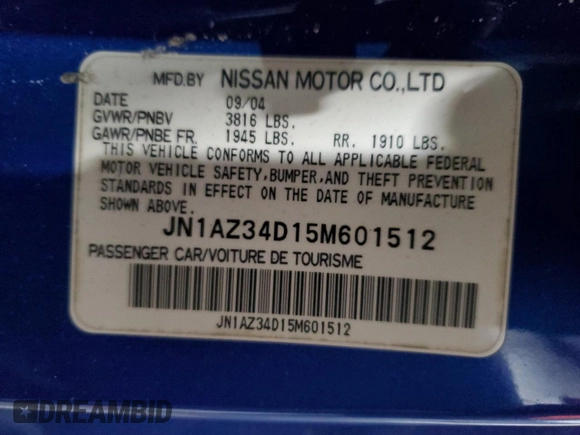 MFD.BY NISSAN MOTOR CO.,LTD
DATE 09/04
GVWR/PNBV 3816 LBS.
GAWR/PNBE FR. 1945 LBS. RR. 1910 LBS.
THIS VEHICLE CONFORMS TO ALL APPLICABLE FEDERAL
MOTOR VEHICLE SAFETY,BUMPER,AND THEFT PREVENTION
STANDARDS IN EFFECT ON THE DATE OF MANUFACTURE
SHOWN ABOVE.
JN1AZ34D15M601512
PASSENGER CAR/VOITURE DE TOURISME
JN1AZ34D15M601512
DREAMBID